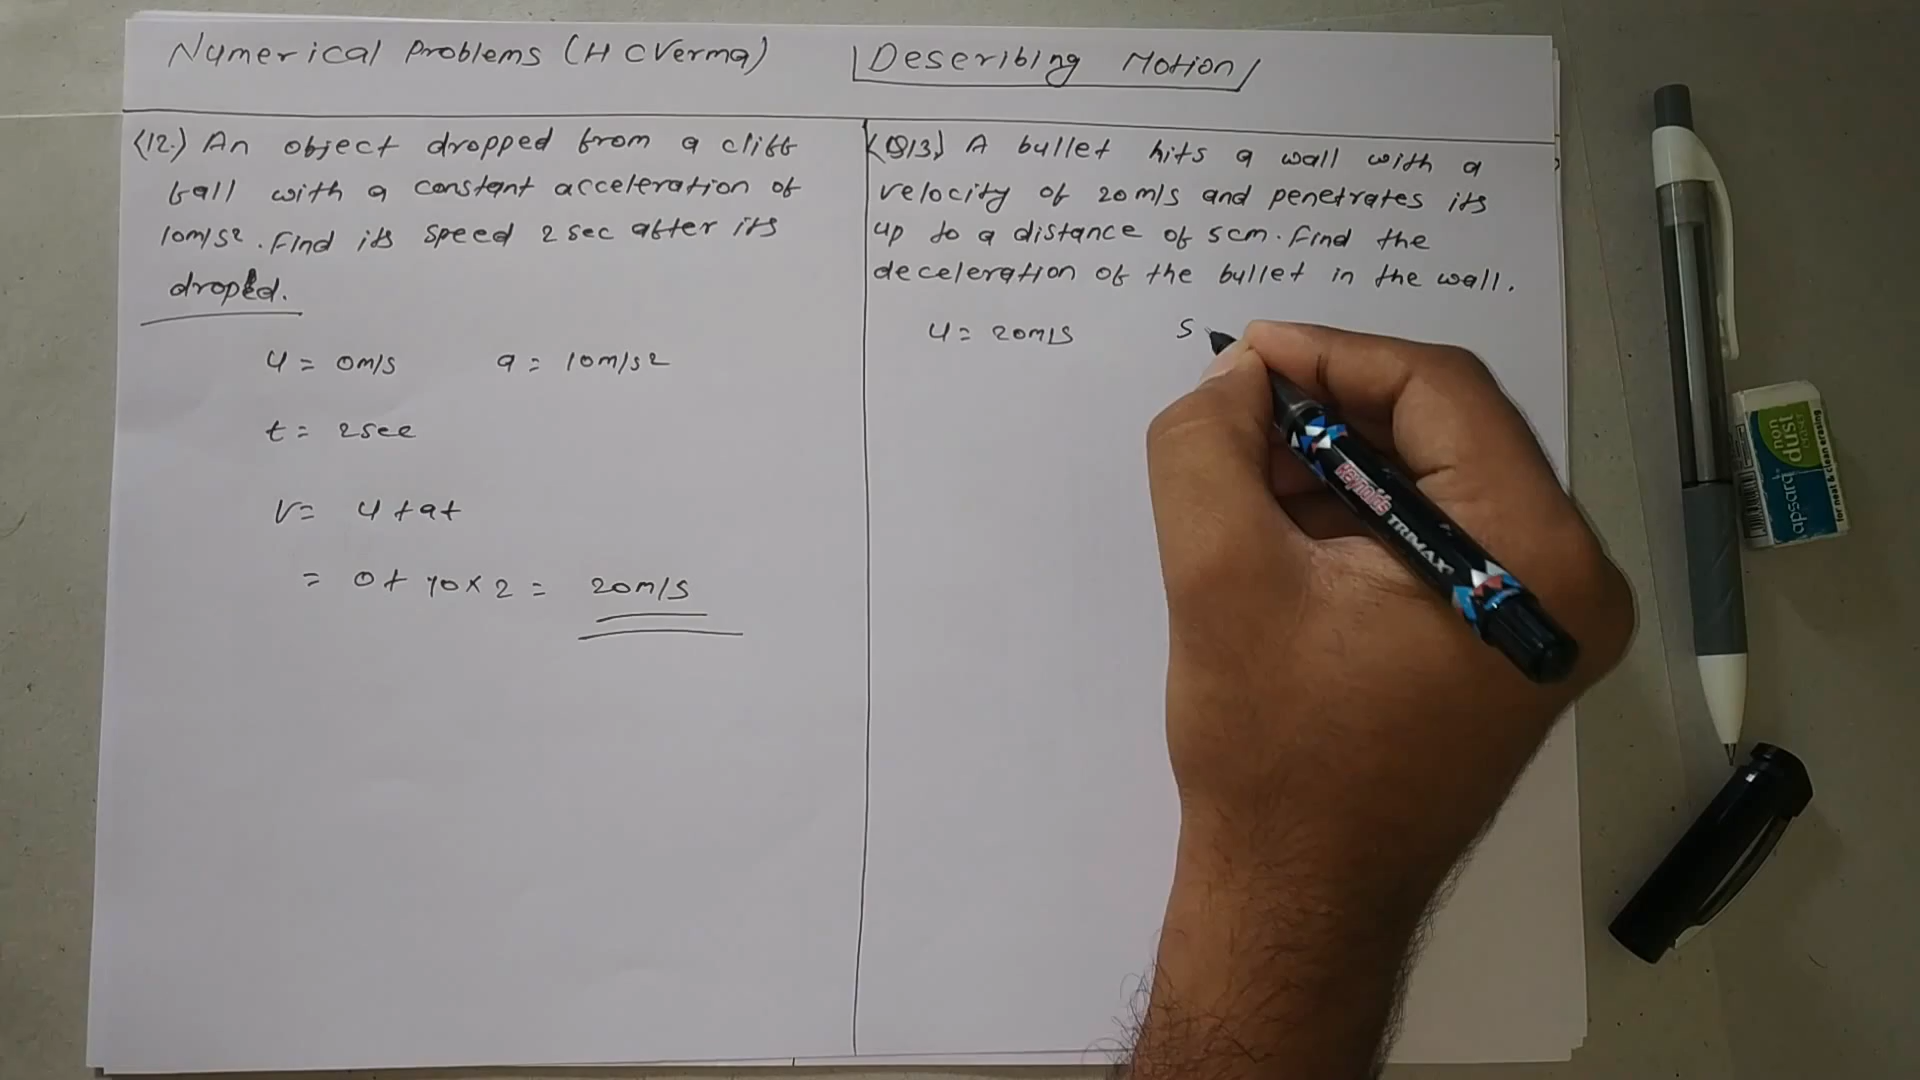 Numerical Problems (H C Verma)
Describing Motion
(12.) An object dropped from a cliff
fall with a constant acceleration of
10m/s2. Find its speed 2 sec after its
droped.
u = 0m/s a = 10m/s2
t = 2sec
v = u + at
= 0 + 10 x 2 = 20m/s
(Q13) A bullet hits a wall with a
velocity of 20m/s and penetrates its
up to a distance of 5cm. Find the
deceleration of the bullet in the wall.
u = 20m/s S
Reynolds TRIMAX
apsara non dust eraser
for neat & clean erasing